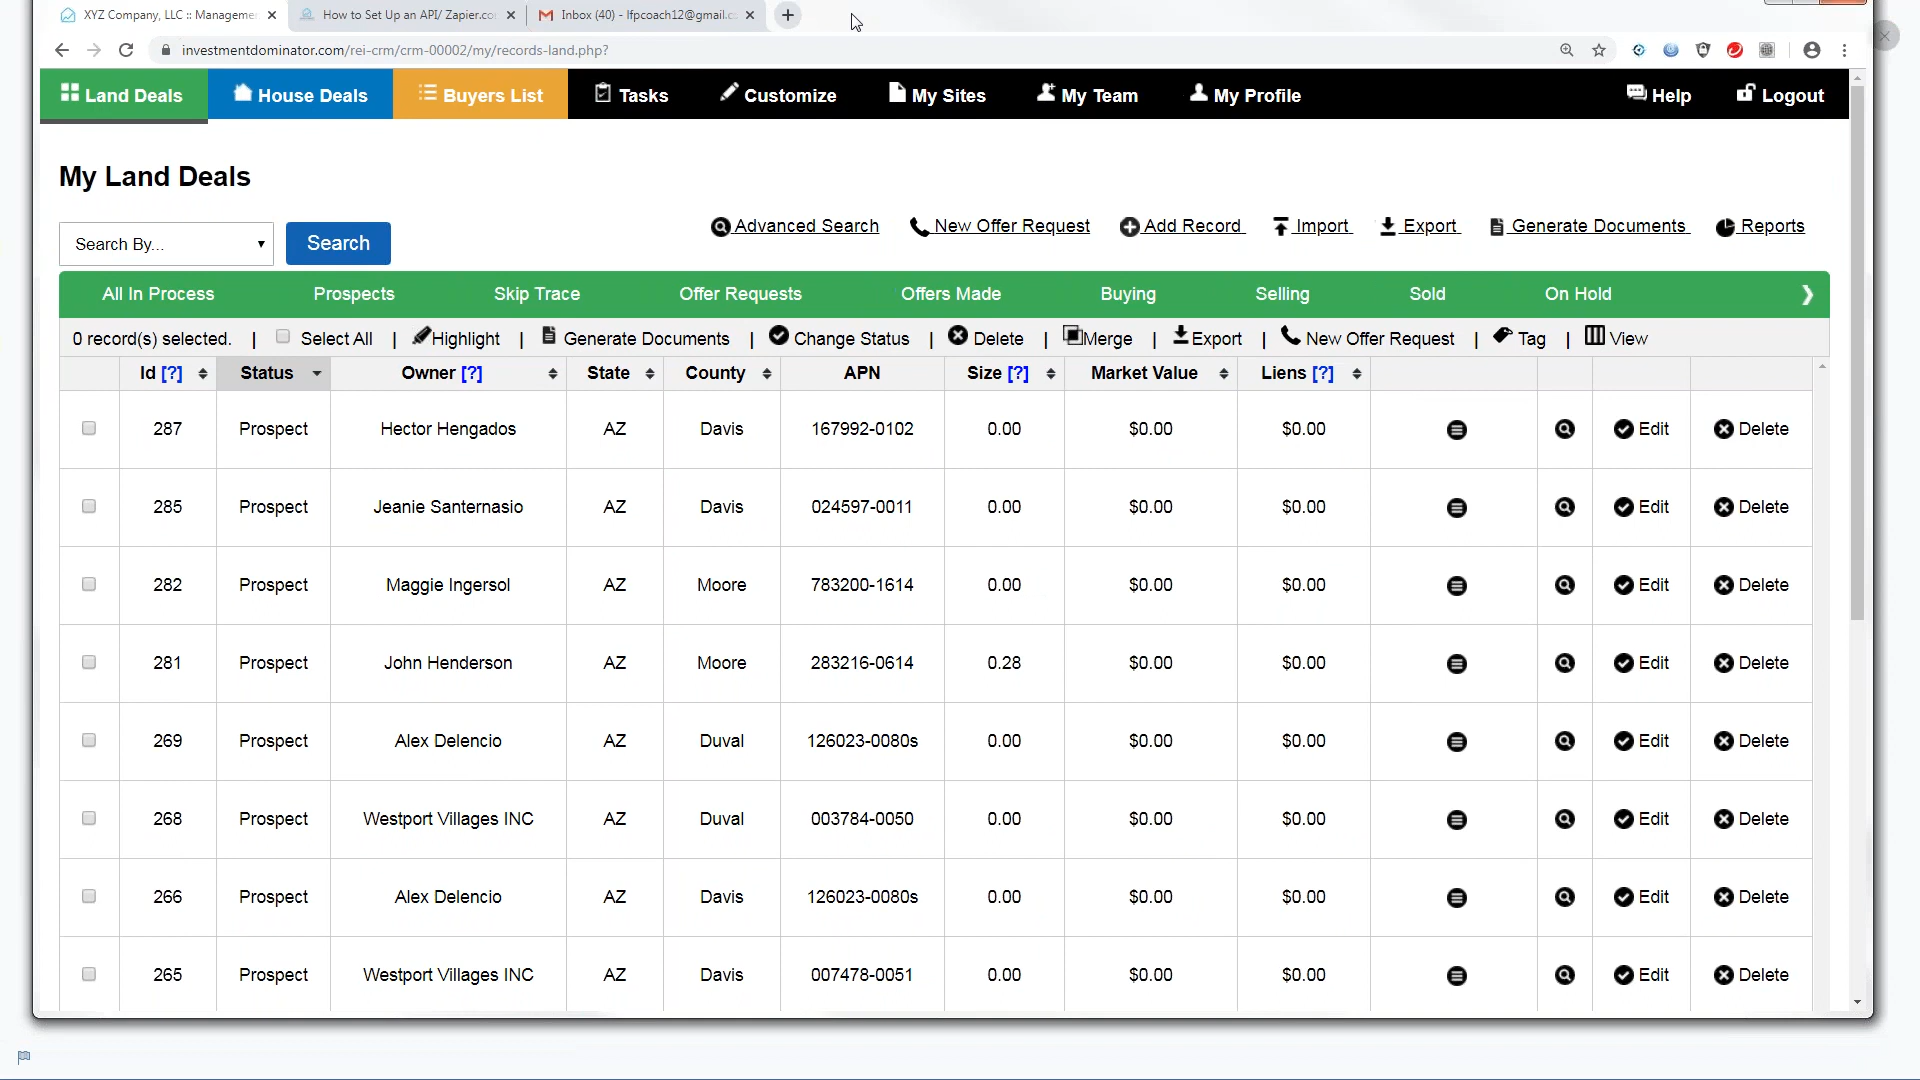 XYZ Company, LLC :: Manageme
How to Set Up an API/ Zapier.co
Inbox (40) - lfpcoach12@gmail.c
investmentdominator.com/rei-crm/crm-00002/my/records-land.php?
Land Deals House Deals Buyers List Tasks Customize My Sites My Team My Profile Help Logout
My Land Deals
Search By... Search Advanced Search New Offer Request Add Record Import Export Generate Documents Reports
All In Process Prospects Skip Trace Offer Requests Offers Made Buying Selling Sold On Hold
0 record(s) selected. | Select All | Highlight | Generate Documents | Change Status | Delete | Merge | Export | New Offer Request | Tag | View
Id [?] Status Owner [?] State County APN Size [?] Market Value Liens [?]
287 Prospect Hector Hengados AZ Davis 167992-0102 0.00 $0.00 $0.00 Edit Delete
285 Prospect Jeanie Santernasio AZ Davis 024597-0011 0.00 $0.00 $0.00 Edit Delete
282 Prospect Maggie Ingersol AZ Moore 783200-1614 0.00 $0.00 $0.00 Edit Delete
281 Prospect John Henderson AZ Moore 283216-0614 0.28 $0.00 $0.00 Edit Delete
269 Prospect Alex Delencio AZ Duval 126023-0080s 0.00 $0.00 $0.00 Edit Delete
268 Prospect Westport Villages INC AZ Duval 003784-0050 0.00 $0.00 $0.00 Edit Delete
266 Prospect Alex Delencio AZ Davis 126023-0080s 0.00 $0.00 $0.00 Edit Delete
265 Prospect Westport Villages INC AZ Davis 007478-0051 0.00 $0.00 $0.00 Edit Delete